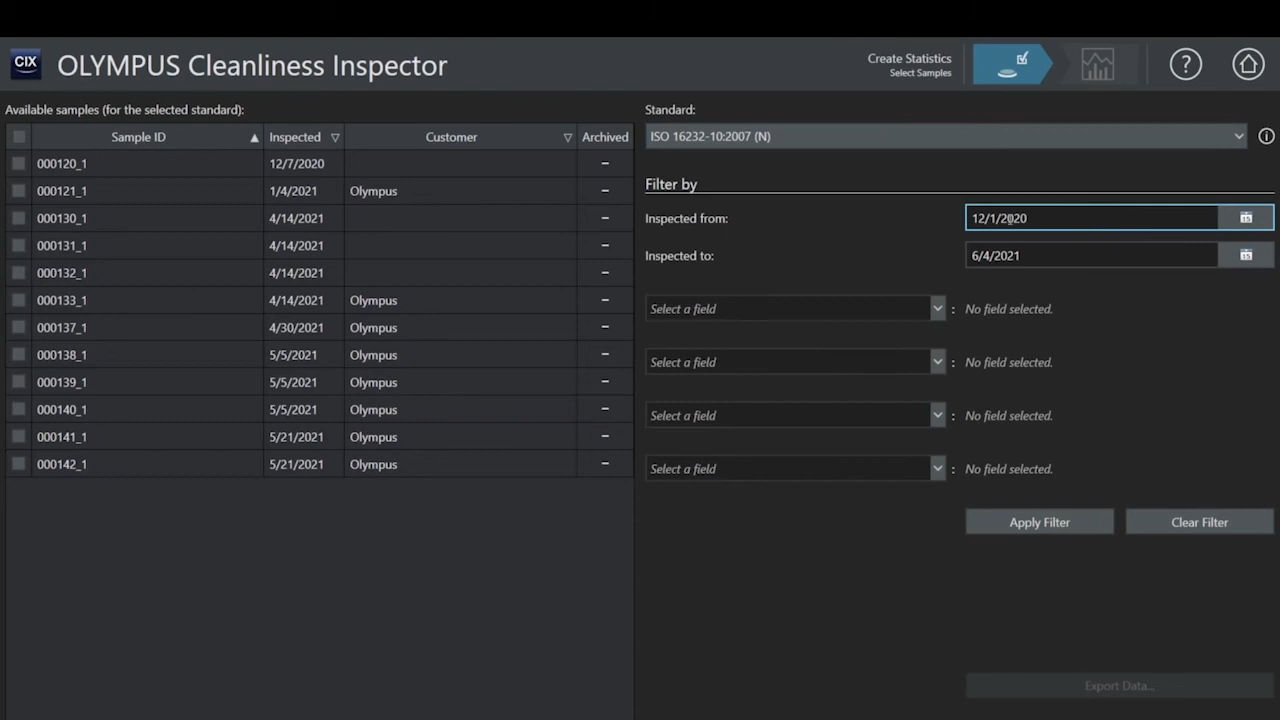 CIX
OLYMPUS Cleanliness Inspector
Create Statistics
Select Samples
?
Available samples (for the selected standard):
Sample ID Inspected Customer Archived
000120_1 12/7/2020 –
000121_1 1/4/2021 Olympus –
000130_1 4/14/2021 –
000131_1 4/14/2021 –
000132_1 4/14/2021 –
000133_1 4/14/2021 Olympus –
000137_1 4/30/2021 Olympus –
000138_1 5/5/2021 Olympus –
000139_1 5/5/2021 Olympus –
000140_1 5/5/2021 Olympus –
000141_1 5/21/2021 Olympus –
000142_1 5/21/2021 Olympus –
Standard:
ISO 16232-10:2007 (N)
Filter by
Inspected from: 12/1/2020 15
Inspected to: 6/4/2021 15
Select a field : No field selected.
Select a field : No field selected.
Select a field : No field selected.
Select a field : No field selected.
Apply Filter Clear Filter
Export Data...